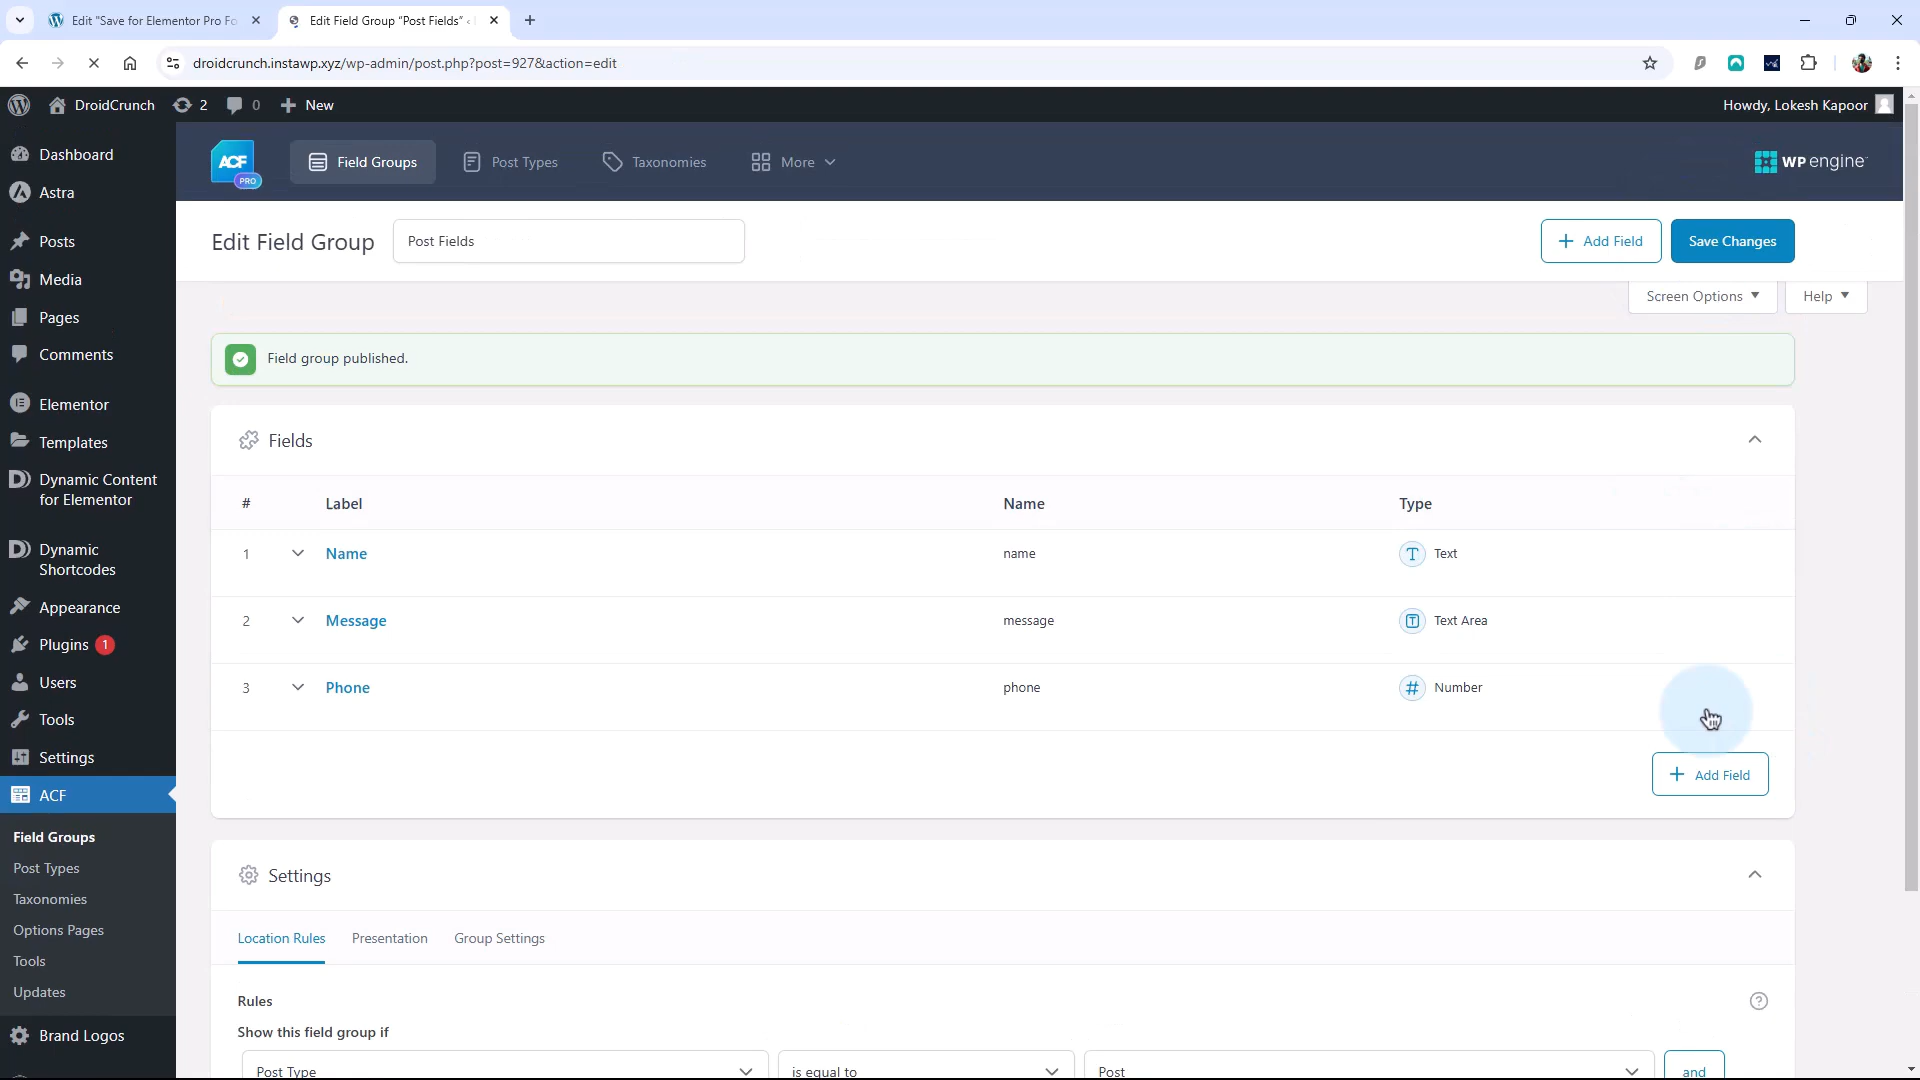 Edit "Save for Elementor Pro Fo
Edit Field Group “Post Fields” ‹
droidcrunch.instawp.xyz/wp-admin/post.php?post=927&action=edit
DroidCrunch
2
0
New
Howdy, Lokesh Kapoor
Dashboard
Astra
Posts
Media
Pages
Comments
Elementor
Templates
Dynamic Content
for Elementor
Dynamic
Shortcodes
Appearance
Plugins 1
Users
Tools
Settings
ACF
Field Groups
Post Types
Taxonomies
Options Pages
Tools
Updates
Brand Logos
ACF
PRO
Field Groups
Post Types
Taxonomies
More
WP engine
Edit Field Group
Post Fields
+ Add Field
Save Changes
Screen Options
Help
Field group published.
Fields
# Label Name Type
1 Name name Text
2 Message message Text Area
3 Phone phone Number
+ Add Field
Settings
Location Rules
Presentation
Group Settings
Rules
Show this field group if
Post Type
is equal to
Post
and